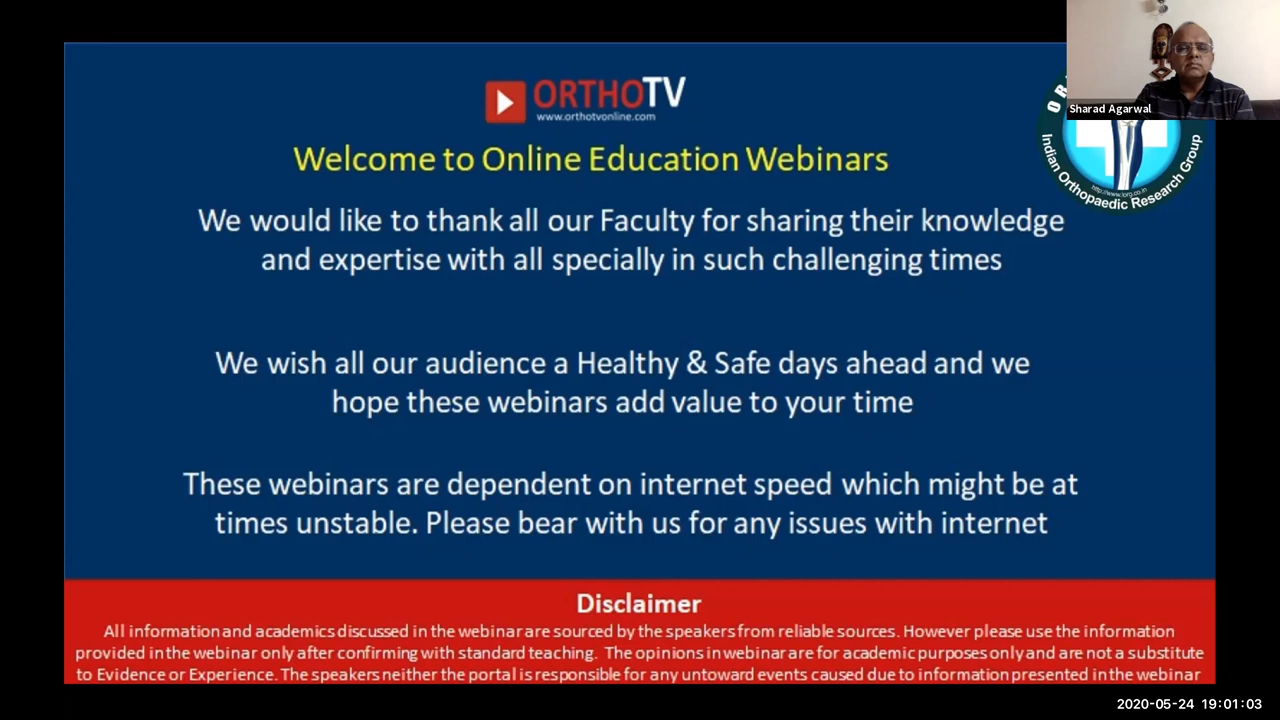 ORTHOTV
www.orthotvonline.com
Sharad Agarwal
Indian Orthopaedic Research Group
http://www.iorg.co.in
Welcome to Online Education Webinars
We would like to thank all our Faculty for sharing their knowledge
and expertise with all specially in such challenging times
We wish all our audience a Healthy & Safe days ahead and we
hope these webinars add value to your time
These webinars are dependent on internet speed which might be at
times unstable. Please bear with us for any issues with internet
Disclaimer
All information and academics discussed in the webinar are sourced by the speakers from reliable sources. However please use the information
provided in the webinar only after confirming with standard teaching. The opinions in webinar are for academic purposes only and are not a substitute
to Evidence or Experience. The speakers neither the portal is responsible for any untoward events caused due to information presented in the webinar
2020-05-24 19:01:03